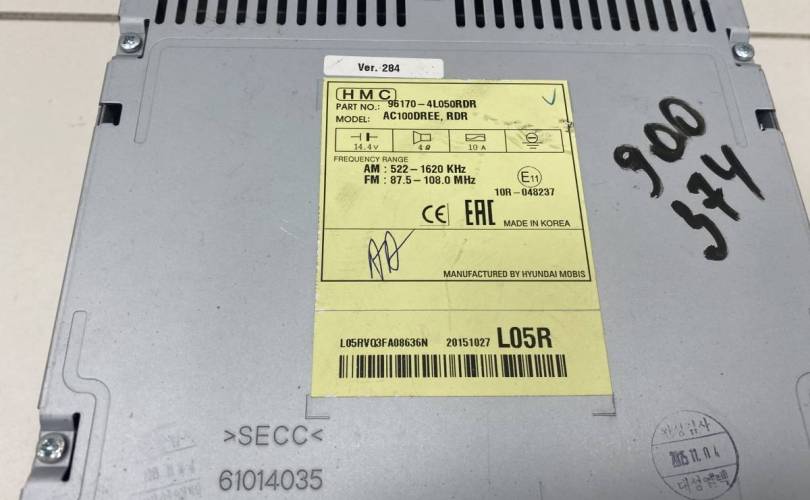 Ver. 284
HMC
PART NO.: 96170-4L050RDR
MODEL: AC100DREE, RDR
14.4v 4Ω 10 A
FREQUENCY RANGE
AM : 522-1620 KHz
FM : 87.5-108.0 MHz
E11
10R-048237
CE EAC MADE IN KOREA
MANUFACTURED BY HYUNDAI MOBIS
L05RV03FA08636N 20151027 L05R
900
374
>SECC<
61014035